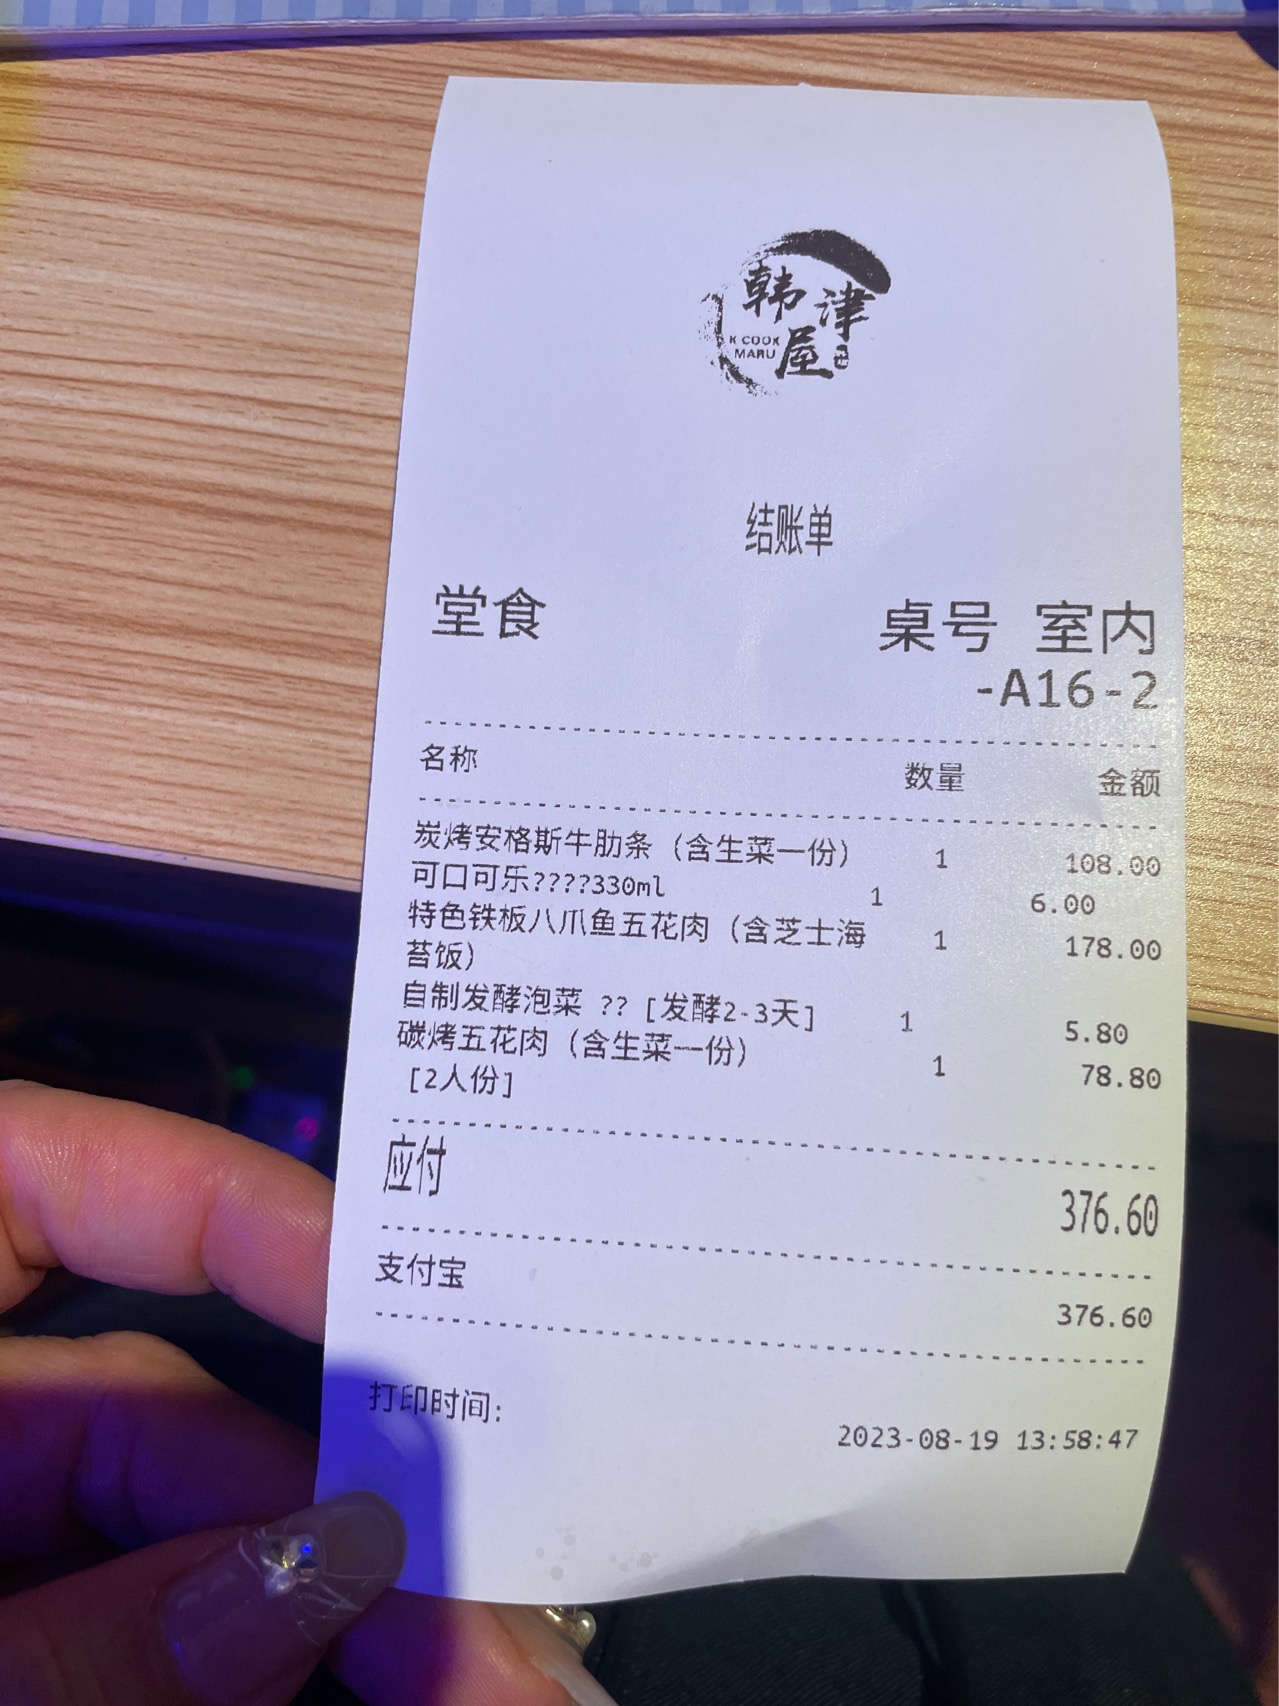 韩津
K COOK
MARU
屋
结账单
堂食 桌号 室内
-A16-2
名称 数量 金额
炭烤安格斯牛肋条（含生菜一份） 1 108.00
可口可乐????330ml 1 6.00
特色铁板八爪鱼五花肉（含芝士海 1 178.00
苔饭）
自制发酵泡菜 ?? [发酵2-3天] 1 5.80
碳烤五花肉（含生菜一份） 1 78.80
[2人份]
应付 376.60
支付宝 376.60
打印时间:
2023-08-19 13:58:47